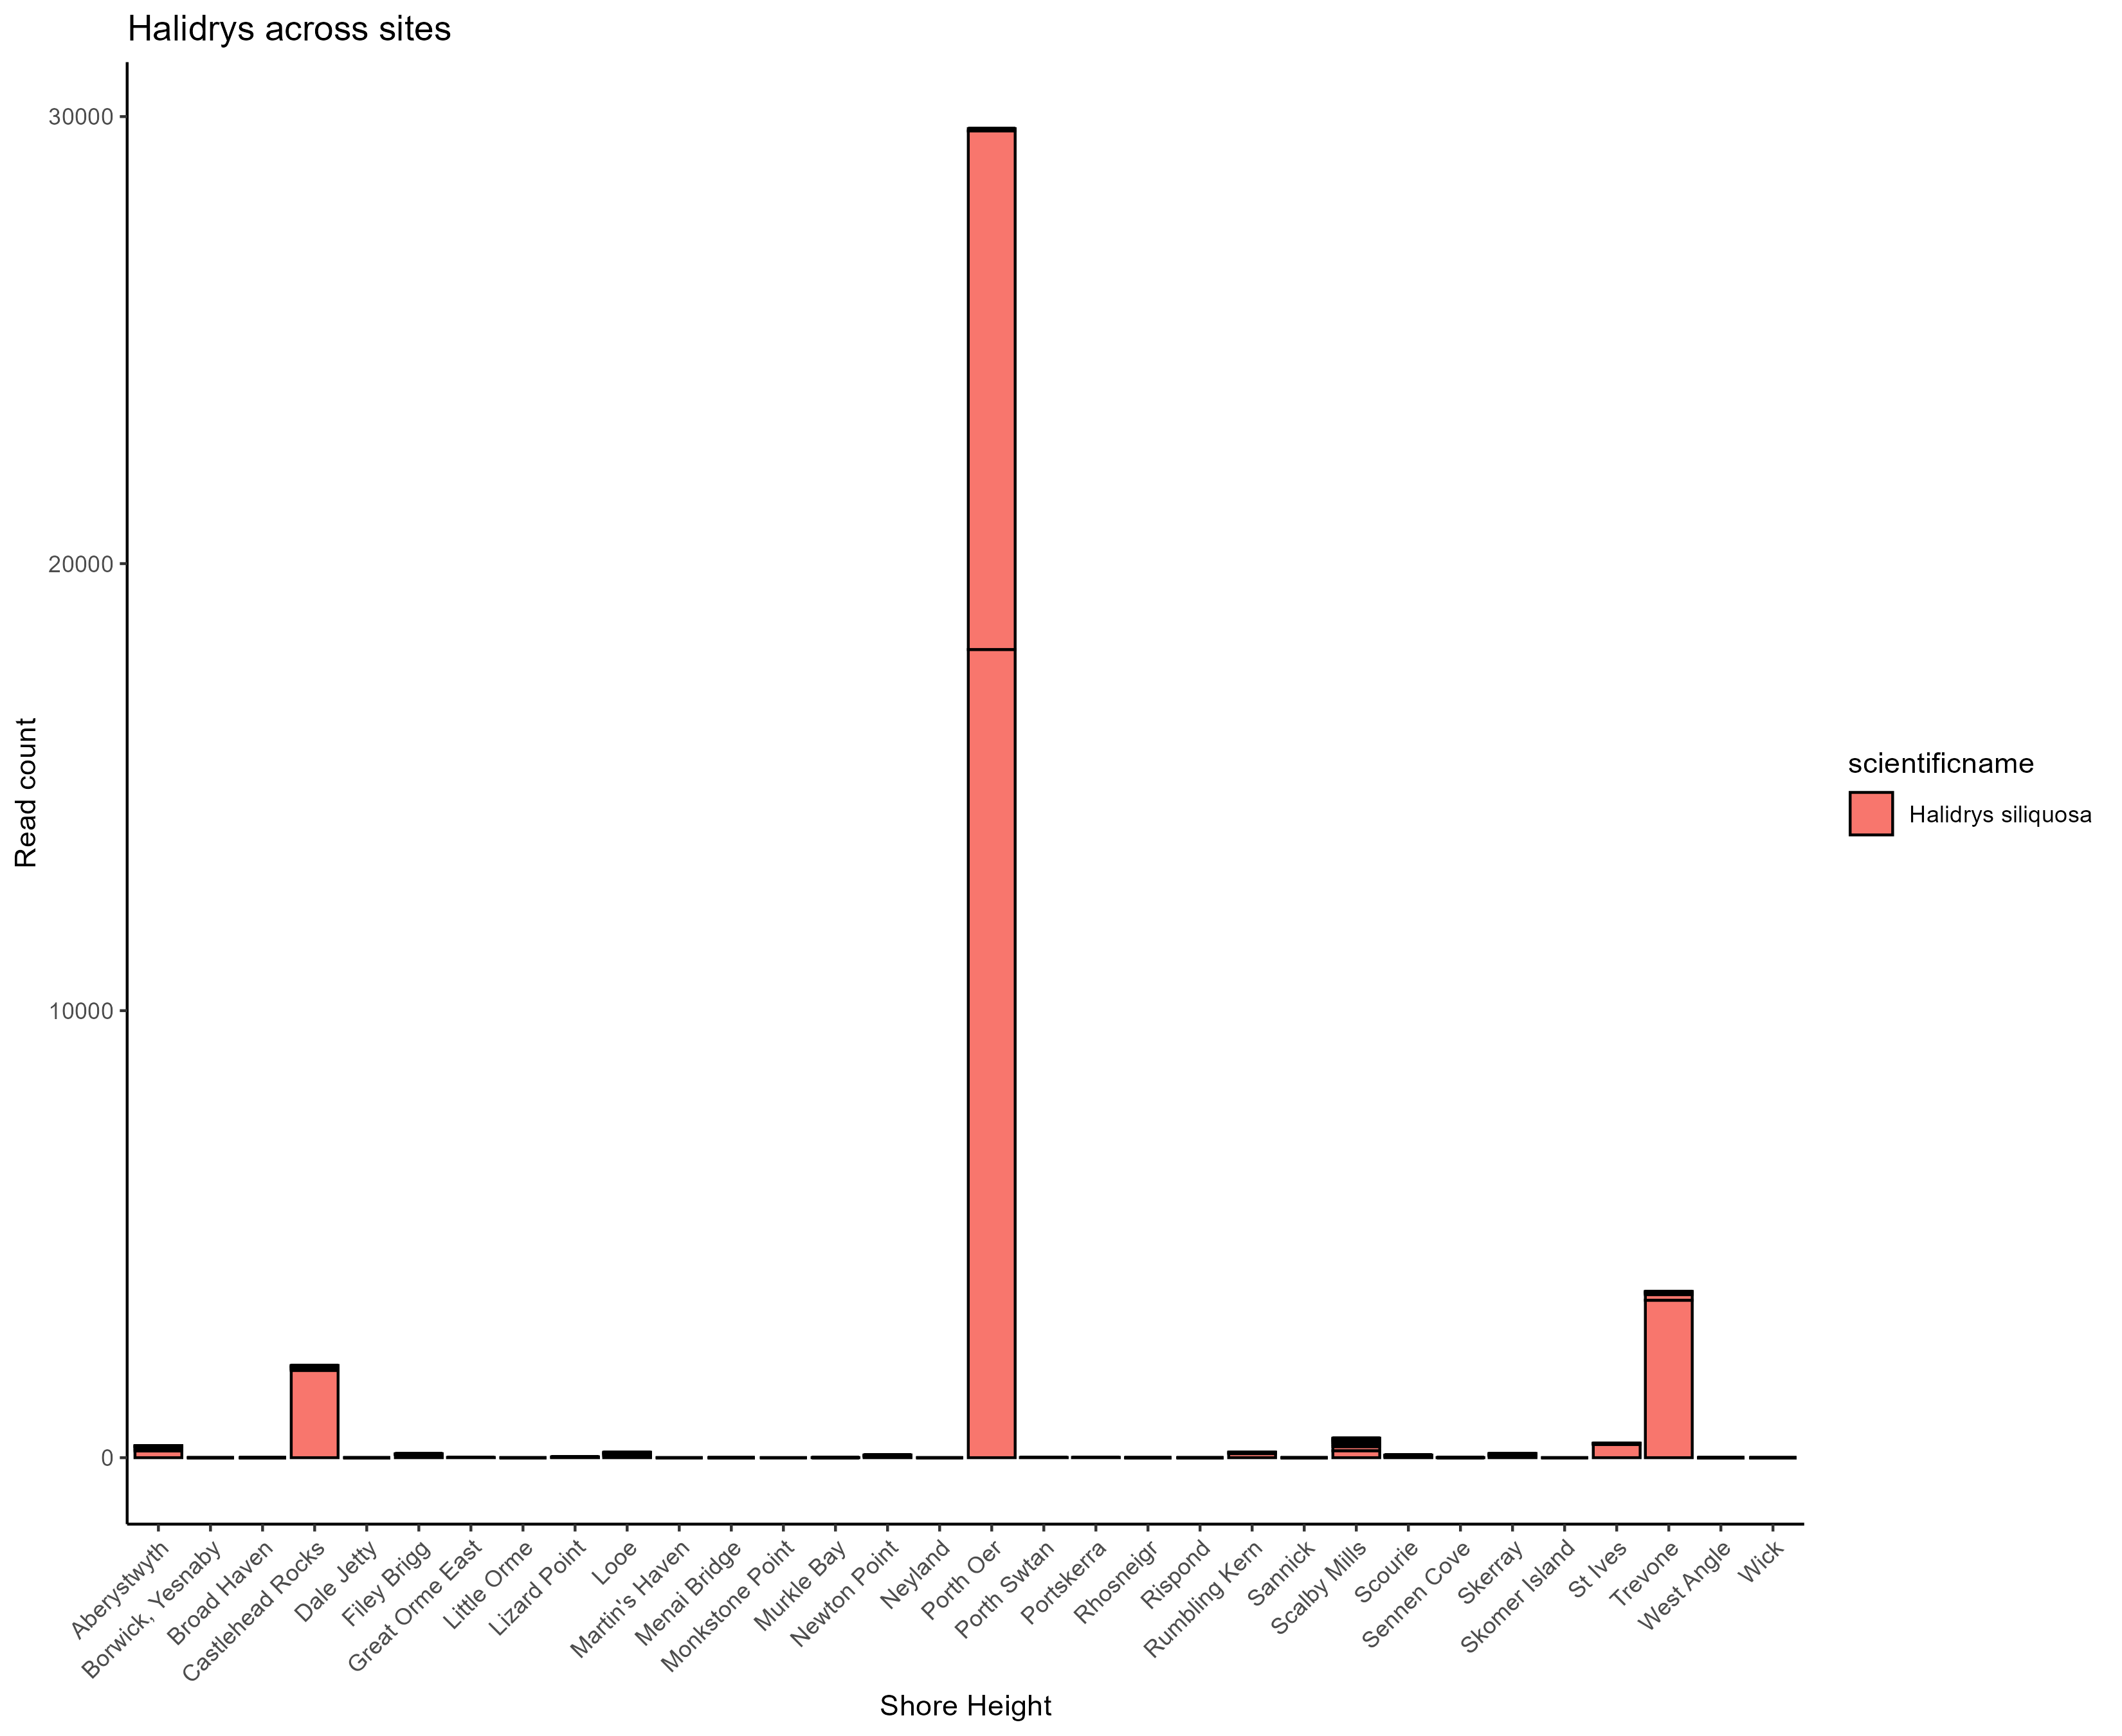 Halidrys across sites
Read count
30000
20000
10000
0
Aberystwyth
Borwick, Yesnaby
Broad Haven
Castlehead Rocks
Dale Jetty
Filey Brigg
Great Orme East
Little Orme
Lizard Point
Looe
Martin's Haven
Menai Bridge
Monkstone Point
Murkle Bay
Newton Point
Neyland
Porth Oer
Porth Swtan
Portskerra
Rhosneigr
Rispond
Rumbling Kern
Sannick
Scalby Mills
Scourie
Sennen Cove
Skerray
Skomer Island
St Ives
Trevone
West Angle
Wick
Shore Height
scientificname
Halidrys siliquosa